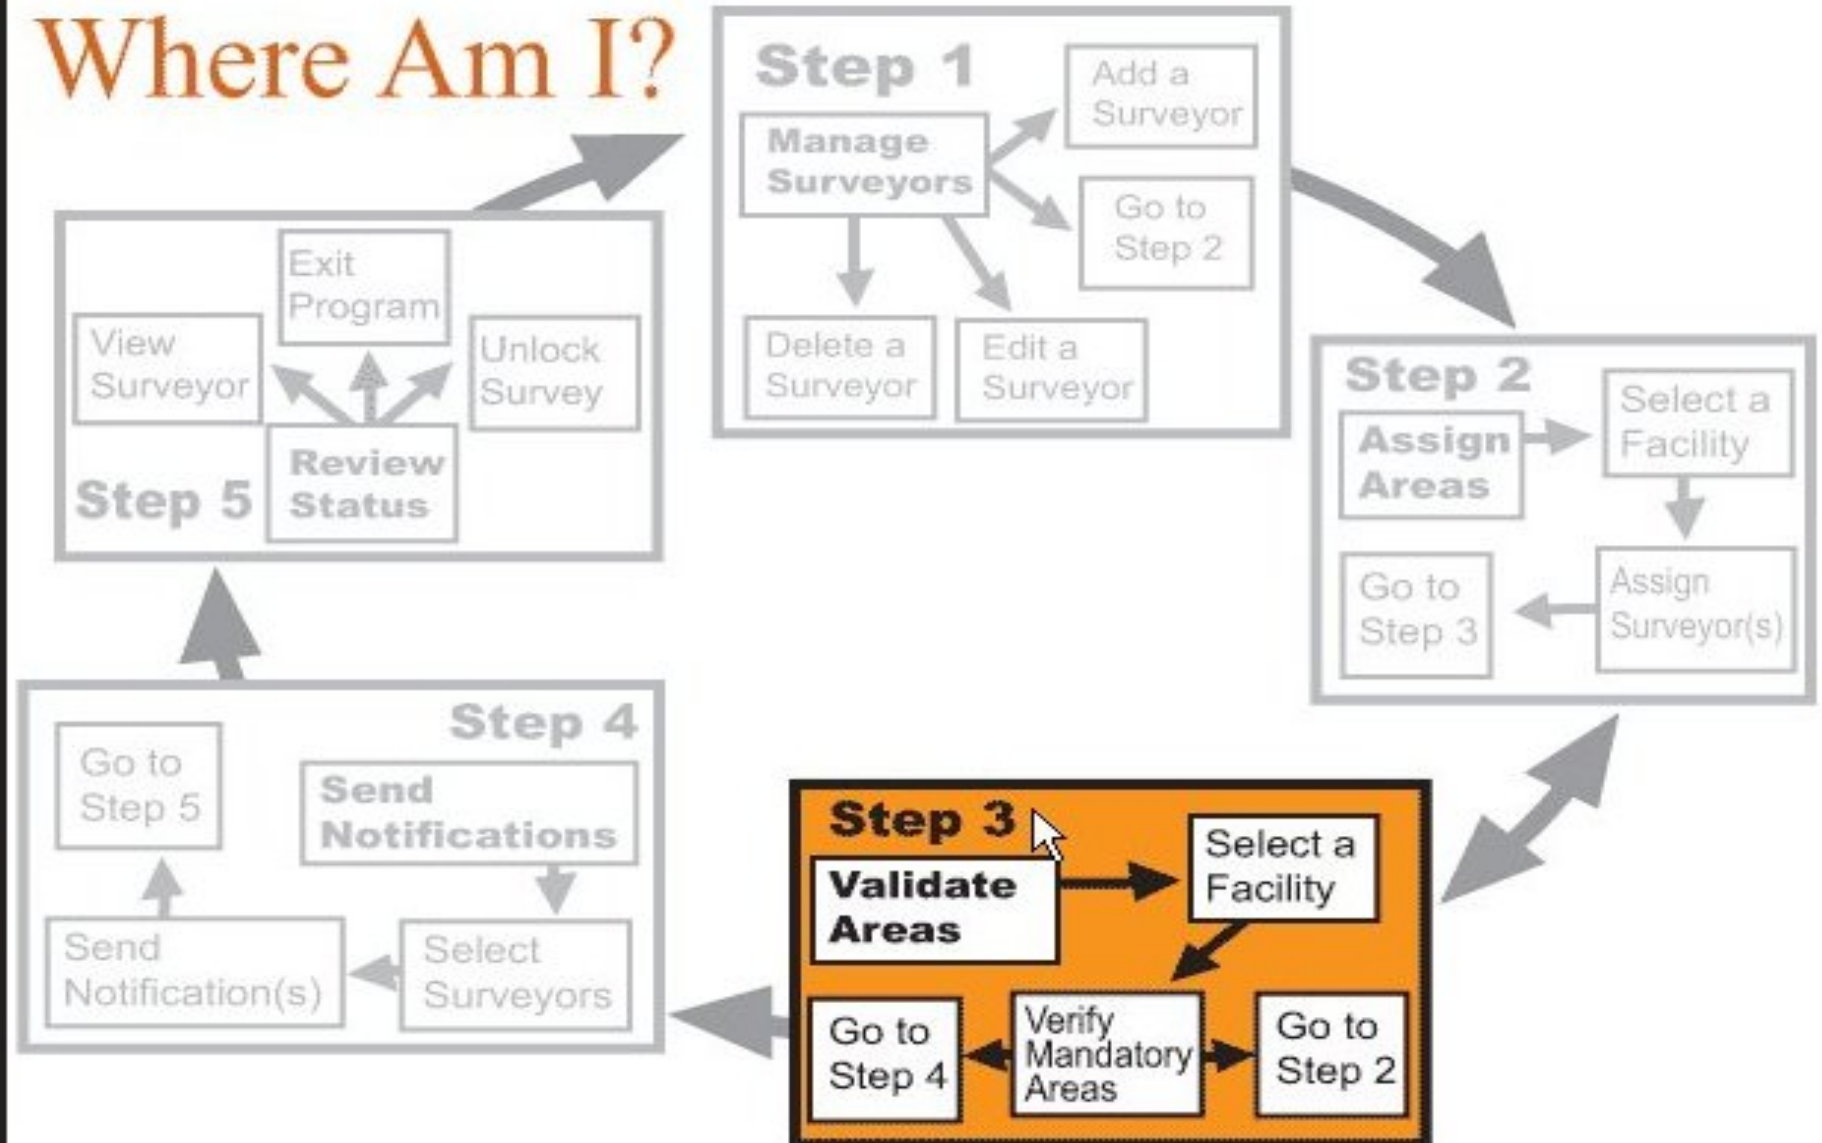 Where Am I?
Step 1
Manage
Surveyors
Add a
Surveyor
Go to
Step 2
Delete a
Surveyor
Edit a
Surveyor
Step 2
Assign
Areas
Select a
Facility
Assign
Surveyor(s)
Go to
Step 3
Step 3
Validate
Areas
Select a
Facility
Verify
Mandatory
Areas
Go to
Step 4
Go to
Step 2
Step 4
Send
Notifications
Select
Surveyors
Send
Notification(s)
Go to
Step 5
Step 5
Review
Status
View
Surveyor
Exit
Program
Unlock
Survey